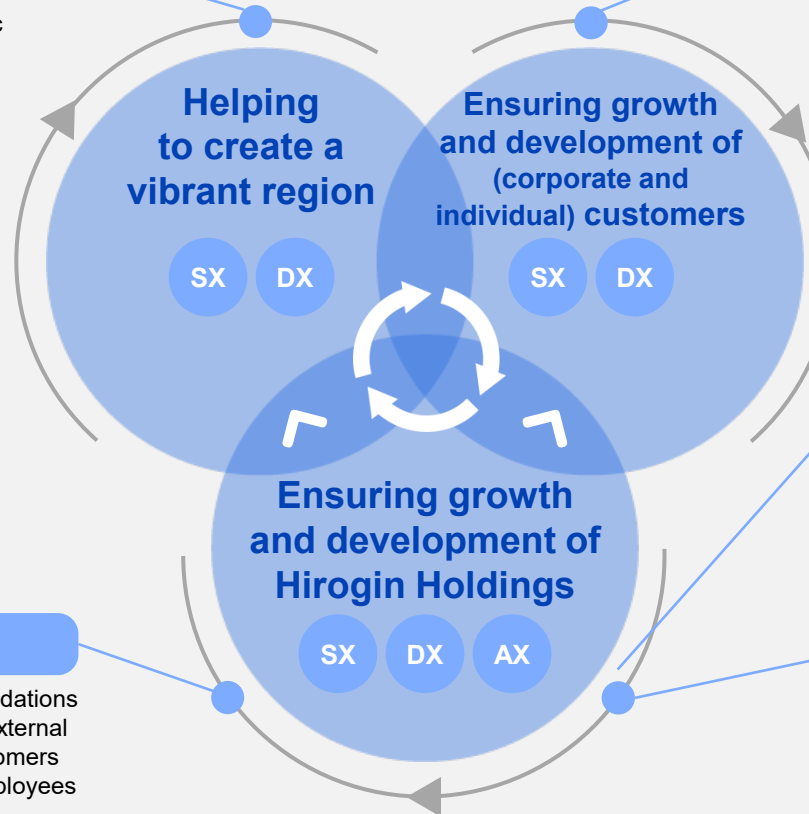 c
Helping
to create a
vibrant region
SX DX
Ensuring growth
and development of
(corporate and
individual) customers
SX DX
Ensuring growth
and development of
Hirogin Holdings
SX DX AX
dations
xternal
omers
ployees